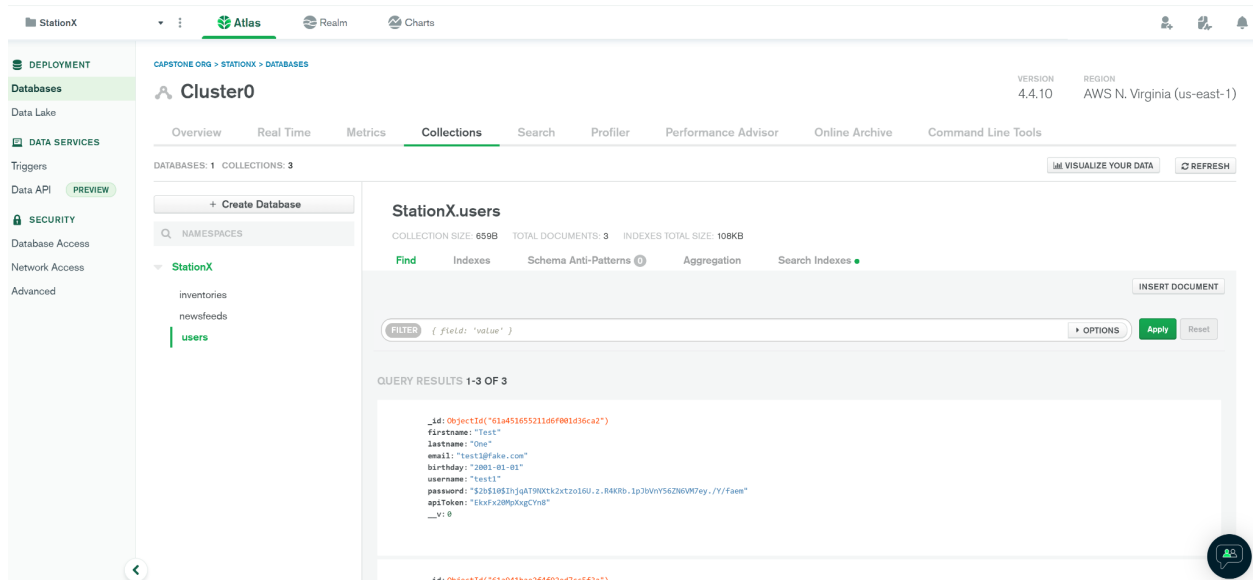 StationX
Atlas
Realm
Charts
DEPLOYMENT
Databases
Data Lake
DATA SERVICES
Triggers
Data API PREVIEW
SECURITY
Database Access
Network Access
Advanced
CAPSTONE ORG > STATIONX > DATABASES
Cluster0
VERSION
4.4.10
REGION
AWS N. Virginia (us-east-1)
Overview Real Time Metrics Collections Search Profiler Performance Advisor Online Archive Command Line Tools
DATABASES: 1 COLLECTIONS: 3
VISUALIZE YOUR DATA
REFRESH
+ Create Database
NAMESPACES
StationX
inventories
newsfeeds
users
StationX.users
COLLECTION SIZE: 659B TOTAL DOCUMENTS: 3 INDEXES TOTAL SIZE: 108KB
Find Indexes Schema Anti-Patterns 0 Aggregation Search Indexes
INSERT DOCUMENT
FILTER { field: 'value' }
OPTIONS
Apply
Reset
QUERY RESULTS 1-3 OF 3
_id: ObjectId("61a451655211d6f001d36ca2")
firstname: "Test"
lastname: "One"
email: "test1@fake.com"
birthday: "2001-01-01"
username: "test1"
password: "$2b$10$IhjqAT9NXtk2xtzo16U.z.R4KRb.1pJbVnY56ZN6VM7ey./Y/faem"
apiToken: "EkxFx20MpXxgCYn8"
__v: 0